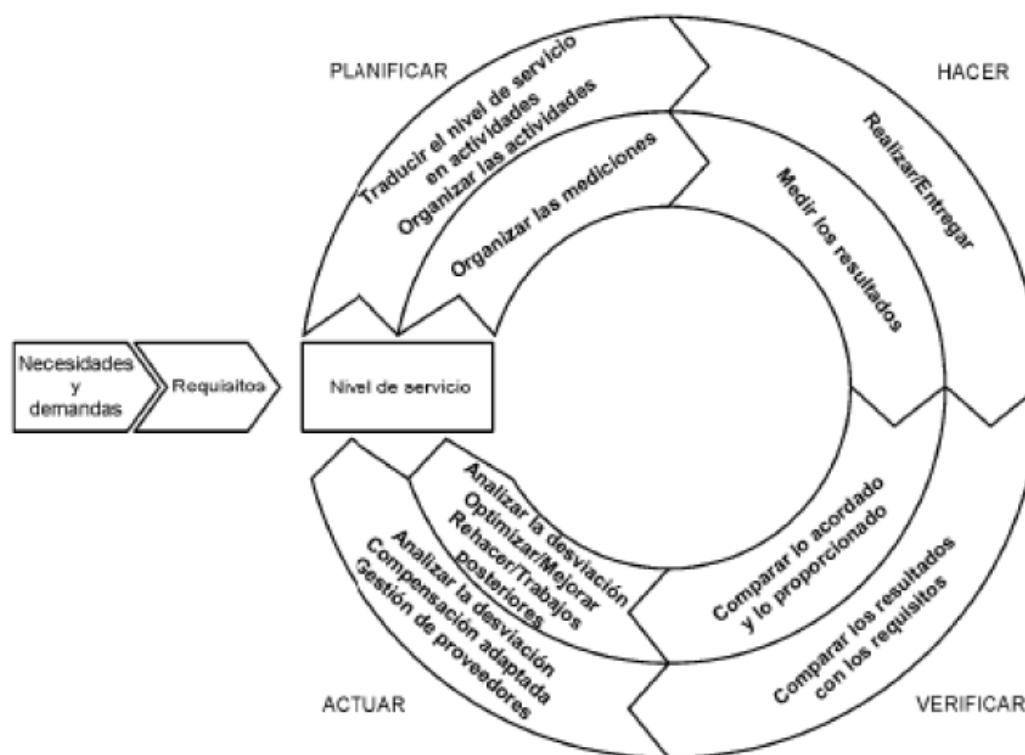 PLANIFICAR
HACER
Traducir el nivel de servicio
en actividades
Organizar las actividades
Organizar las mediciones
Realizar/Entregar
Medir los resultados
Necesidades
y
demandas
Requisitos
Nivel de servicio
Analizar la desviación
Optimizar/Mejorar
Rehacer/Trabajos
posteriores
Analizar la desviación
Compensación adaptada
Gestión de proveedores
Comparar lo acordado
y lo proporcionado
Comparar los resultados
con los requisitos
ACTUAR
VERIFICAR